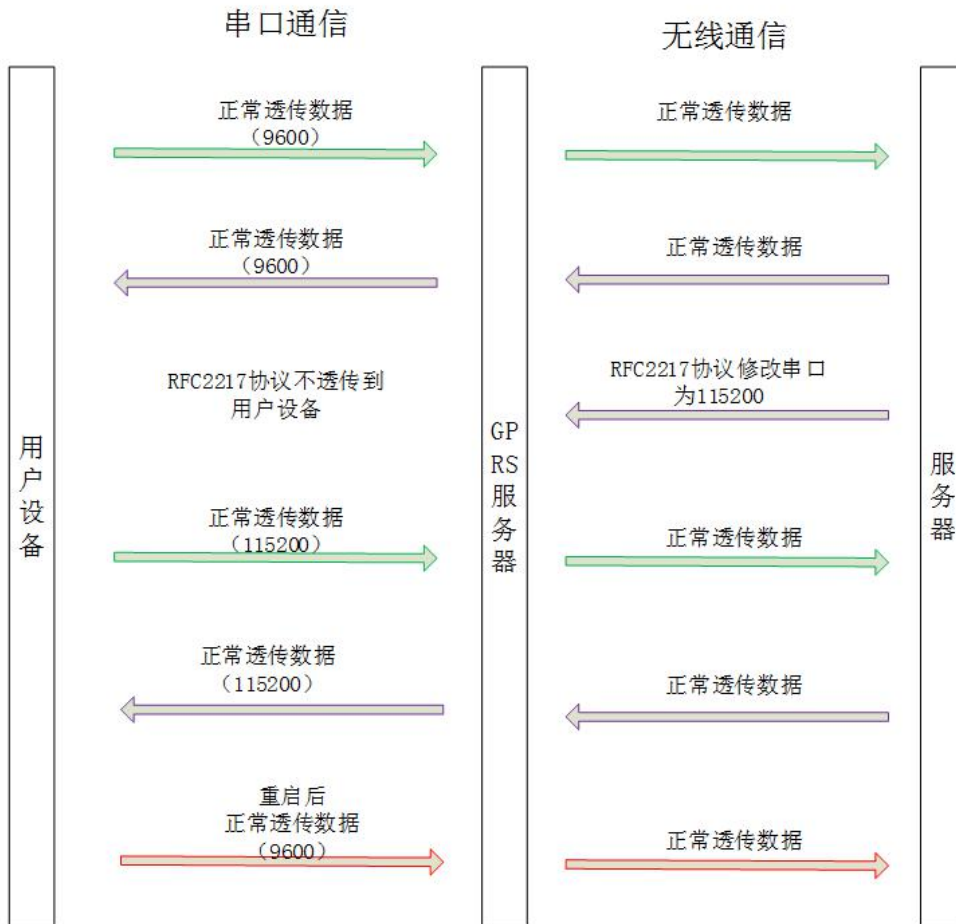 串口通信
无线通信
正常透传数据
（9600）
正常透传数据
正常透传数据
（9600）
正常透传数据
RFC2217协议不透传到
用户设备
RFC2217协议修改串口
为115200
用
户
设
备
GP
RS
服
务
器
服
务
器
正常透传数据
（115200）
正常透传数据
正常透传数据
（115200）
正常透传数据
重启后
正常透传数据
（9600）
正常透传数据